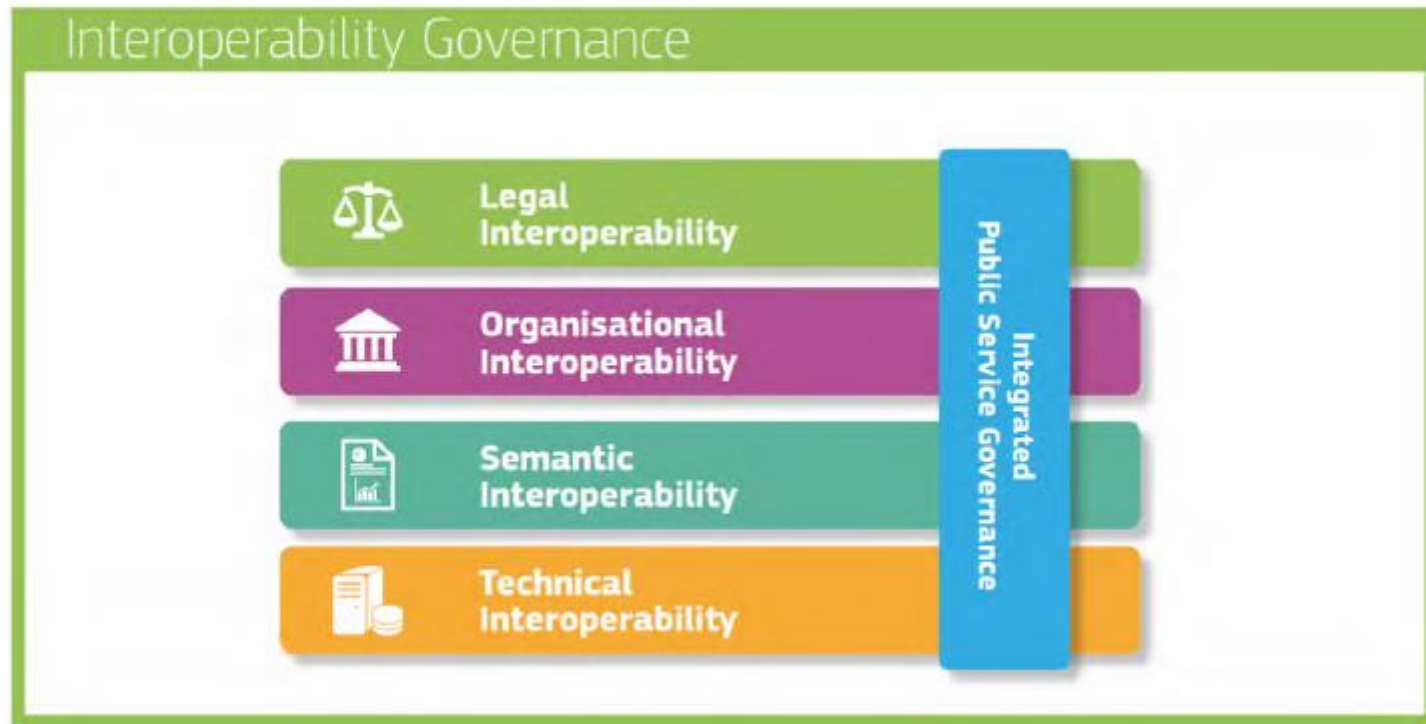 Interoperability Governance
Legal
Interoperability
Organisational
Interoperability
Semantic
Interoperability
Technical
Interoperability
Integrated
Public Service Governance